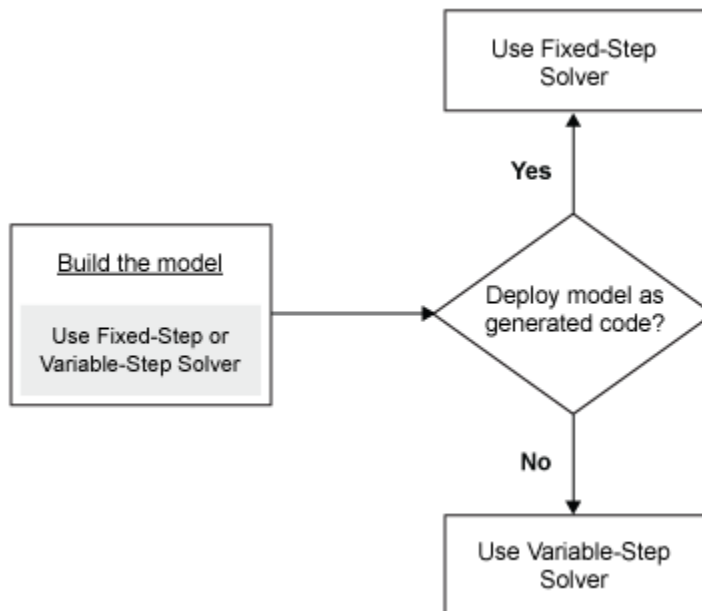 Build the model
Use Fixed-Step or
Variable-Step Solver
Deploy model as
generated code?
Yes
Use Fixed-Step
Solver
No
Use Variable-Step
Solver